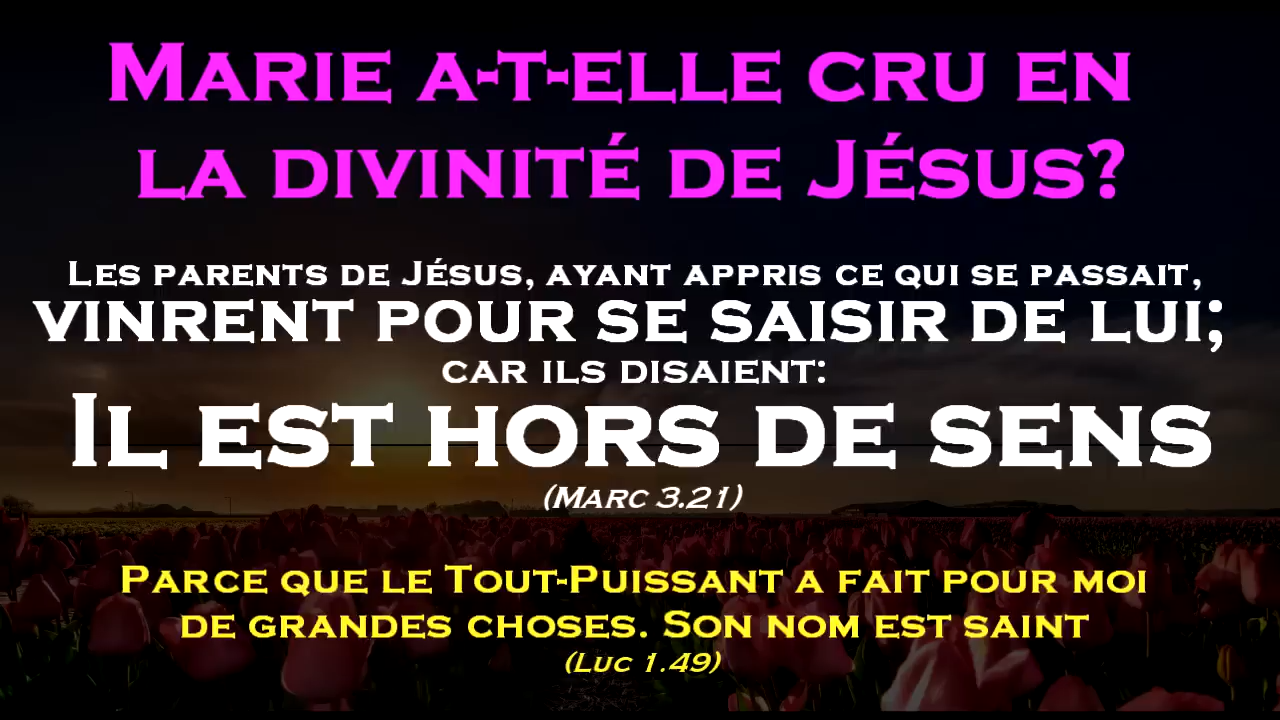 Marie a-t-elle cru en
la divinité de Jésus?
Les parents de Jésus, ayant appris ce qui se passait,
vinrent pour se saisir de lui;
car ils disaient:
Il est hors de sens
(Marc 3.21)
Parce que le Tout-Puissant a fait pour moi
de grandes choses. Son nom est saint
(Luc 1.49)